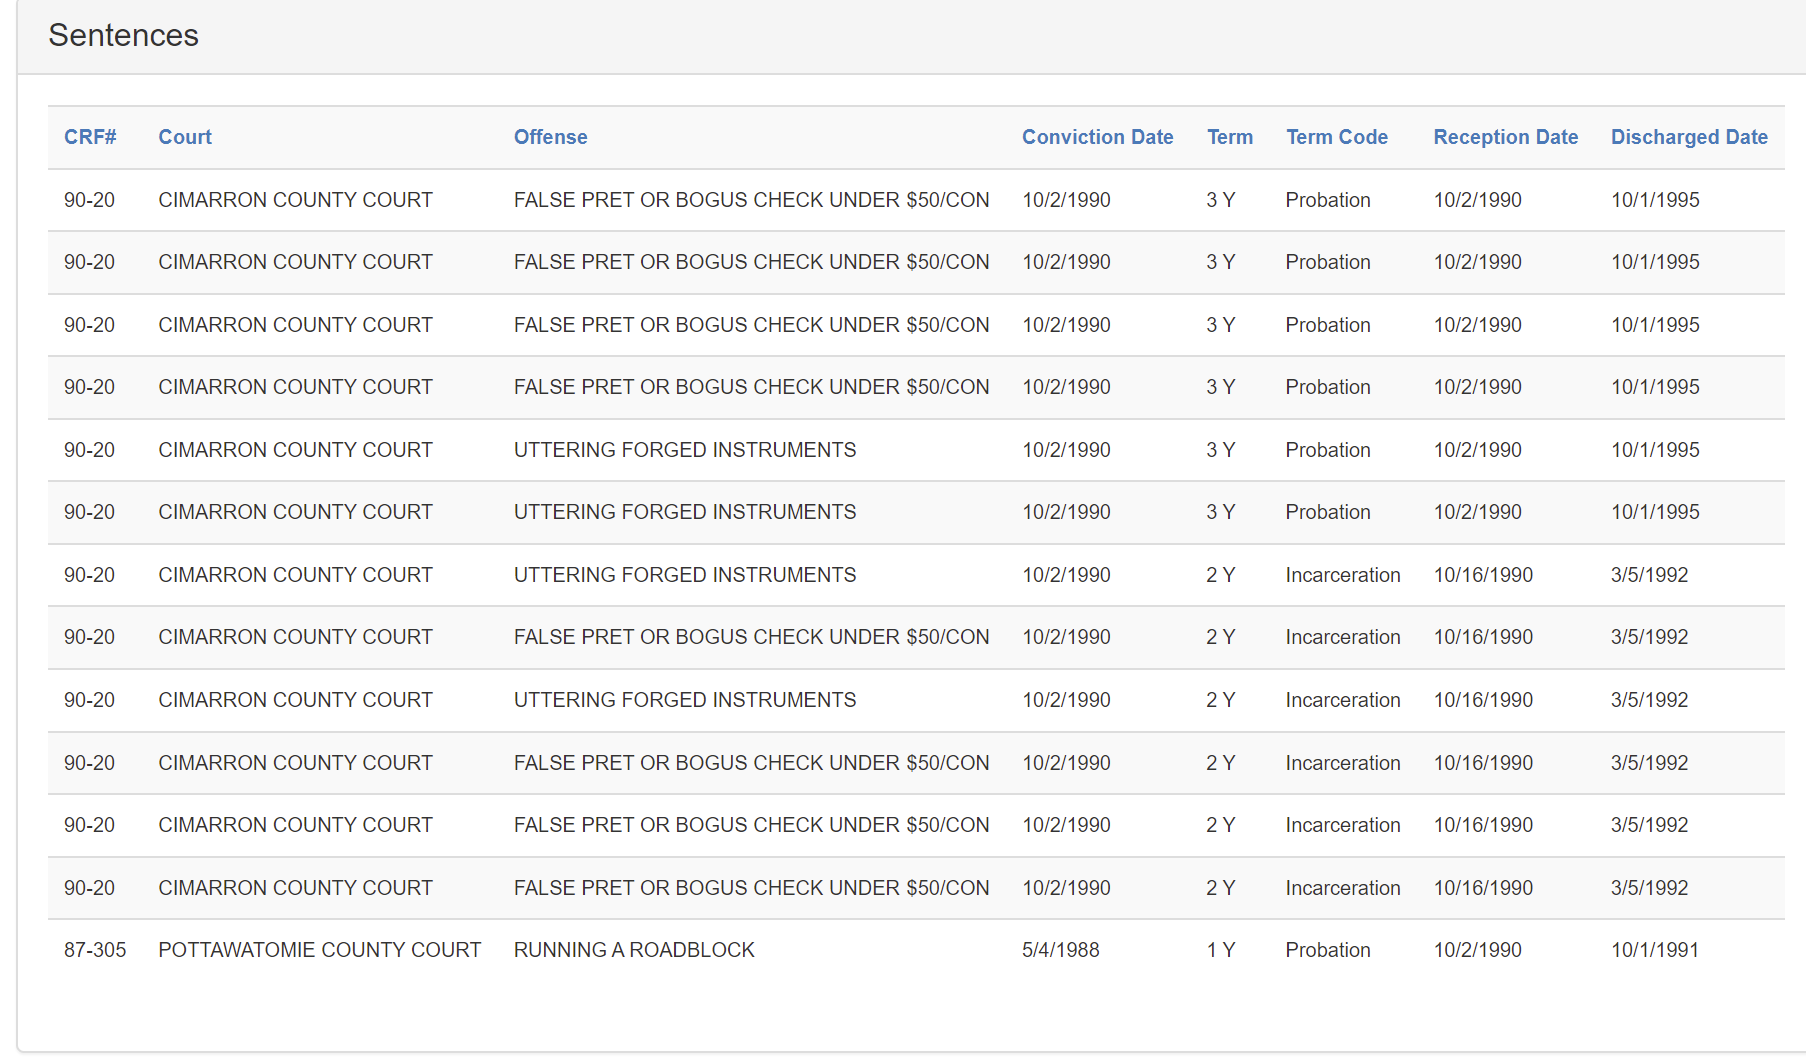 Sentences
CRF# Court Offense Conviction Date Term Term Code Reception Date Discharged Date
90-20 CIMARRON COUNTY COURT FALSE PRET OR BOGUS CHECK UNDER $50/CON 10/2/1990 3 Y Probation 10/2/1990 10/1/1995
90-20 CIMARRON COUNTY COURT FALSE PRET OR BOGUS CHECK UNDER $50/CON 10/2/1990 3 Y Probation 10/2/1990 10/1/1995
90-20 CIMARRON COUNTY COURT FALSE PRET OR BOGUS CHECK UNDER $50/CON 10/2/1990 3 Y Probation 10/2/1990 10/1/1995
90-20 CIMARRON COUNTY COURT FALSE PRET OR BOGUS CHECK UNDER $50/CON 10/2/1990 3 Y Probation 10/2/1990 10/1/1995
90-20 CIMARRON COUNTY COURT UTTERING FORGED INSTRUMENTS 10/2/1990 3 Y Probation 10/2/1990 10/1/1995
90-20 CIMARRON COUNTY COURT UTTERING FORGED INSTRUMENTS 10/2/1990 3 Y Probation 10/2/1990 10/1/1995
90-20 CIMARRON COUNTY COURT UTTERING FORGED INSTRUMENTS 10/2/1990 2 Y Incarceration 10/16/1990 3/5/1992
90-20 CIMARRON COUNTY COURT FALSE PRET OR BOGUS CHECK UNDER $50/CON 10/2/1990 2 Y Incarceration 10/16/1990 3/5/1992
90-20 CIMARRON COUNTY COURT UTTERING FORGED INSTRUMENTS 10/2/1990 2 Y Incarceration 10/16/1990 3/5/1992
90-20 CIMARRON COUNTY COURT FALSE PRET OR BOGUS CHECK UNDER $50/CON 10/2/1990 2 Y Incarceration 10/16/1990 3/5/1992
90-20 CIMARRON COUNTY COURT FALSE PRET OR BOGUS CHECK UNDER $50/CON 10/2/1990 2 Y Incarceration 10/16/1990 3/5/1992
90-20 CIMARRON COUNTY COURT FALSE PRET OR BOGUS CHECK UNDER $50/CON 10/2/1990 2 Y Incarceration 10/16/1990 3/5/1992
87-305 POTTAWATOMIE COUNTY COURT RUNNING A ROADBLOCK 5/4/1988 1 Y Probation 10/2/1990 10/1/1991